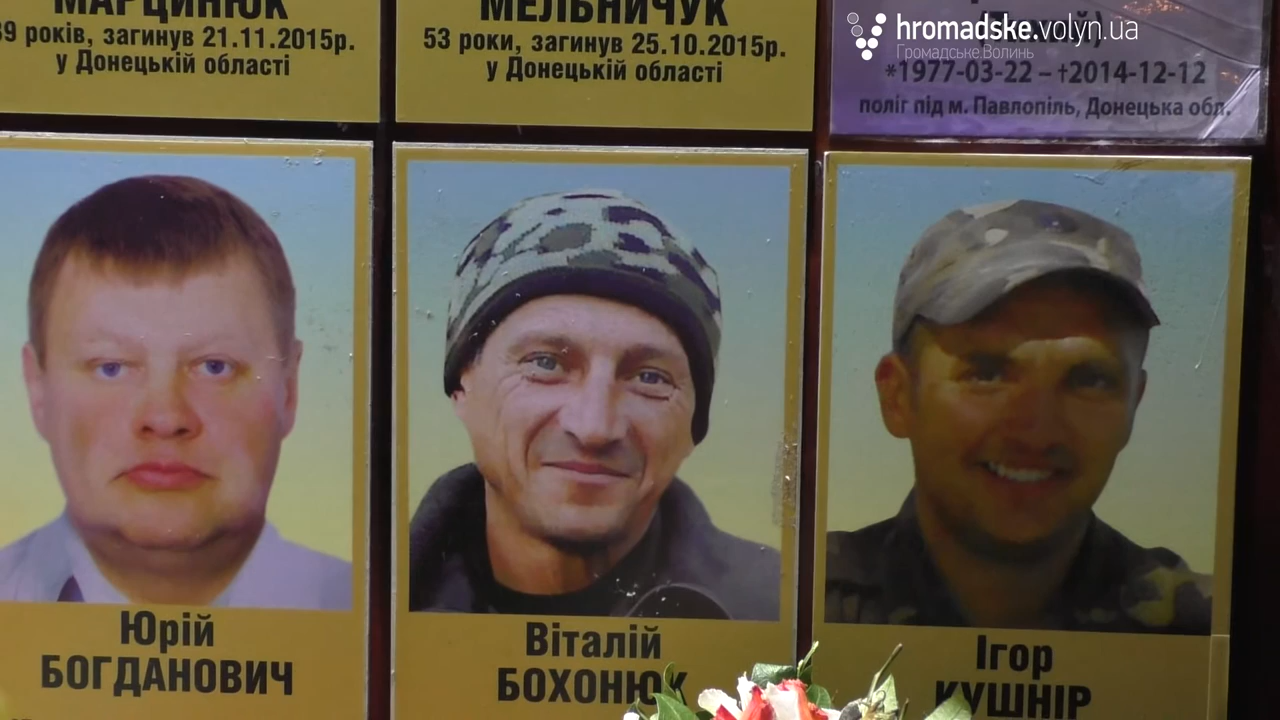 МАРЦИНЮК
39 років, загинув 21.11.2015р.
у Донецькій області
МЕЛЬНИЧУК
53 роки, загинув 25.10.2015р.
у Донецькій області
hromadske.volyn.ua
Громадське.Волинь
*1977-03-22 – †2014-12-12
поліг під м. Павлопіль, Донецька обл.
Юрій
БОГДАНОВИЧ
Віталій
БОХОНЮК
Ігор
КУШНІР